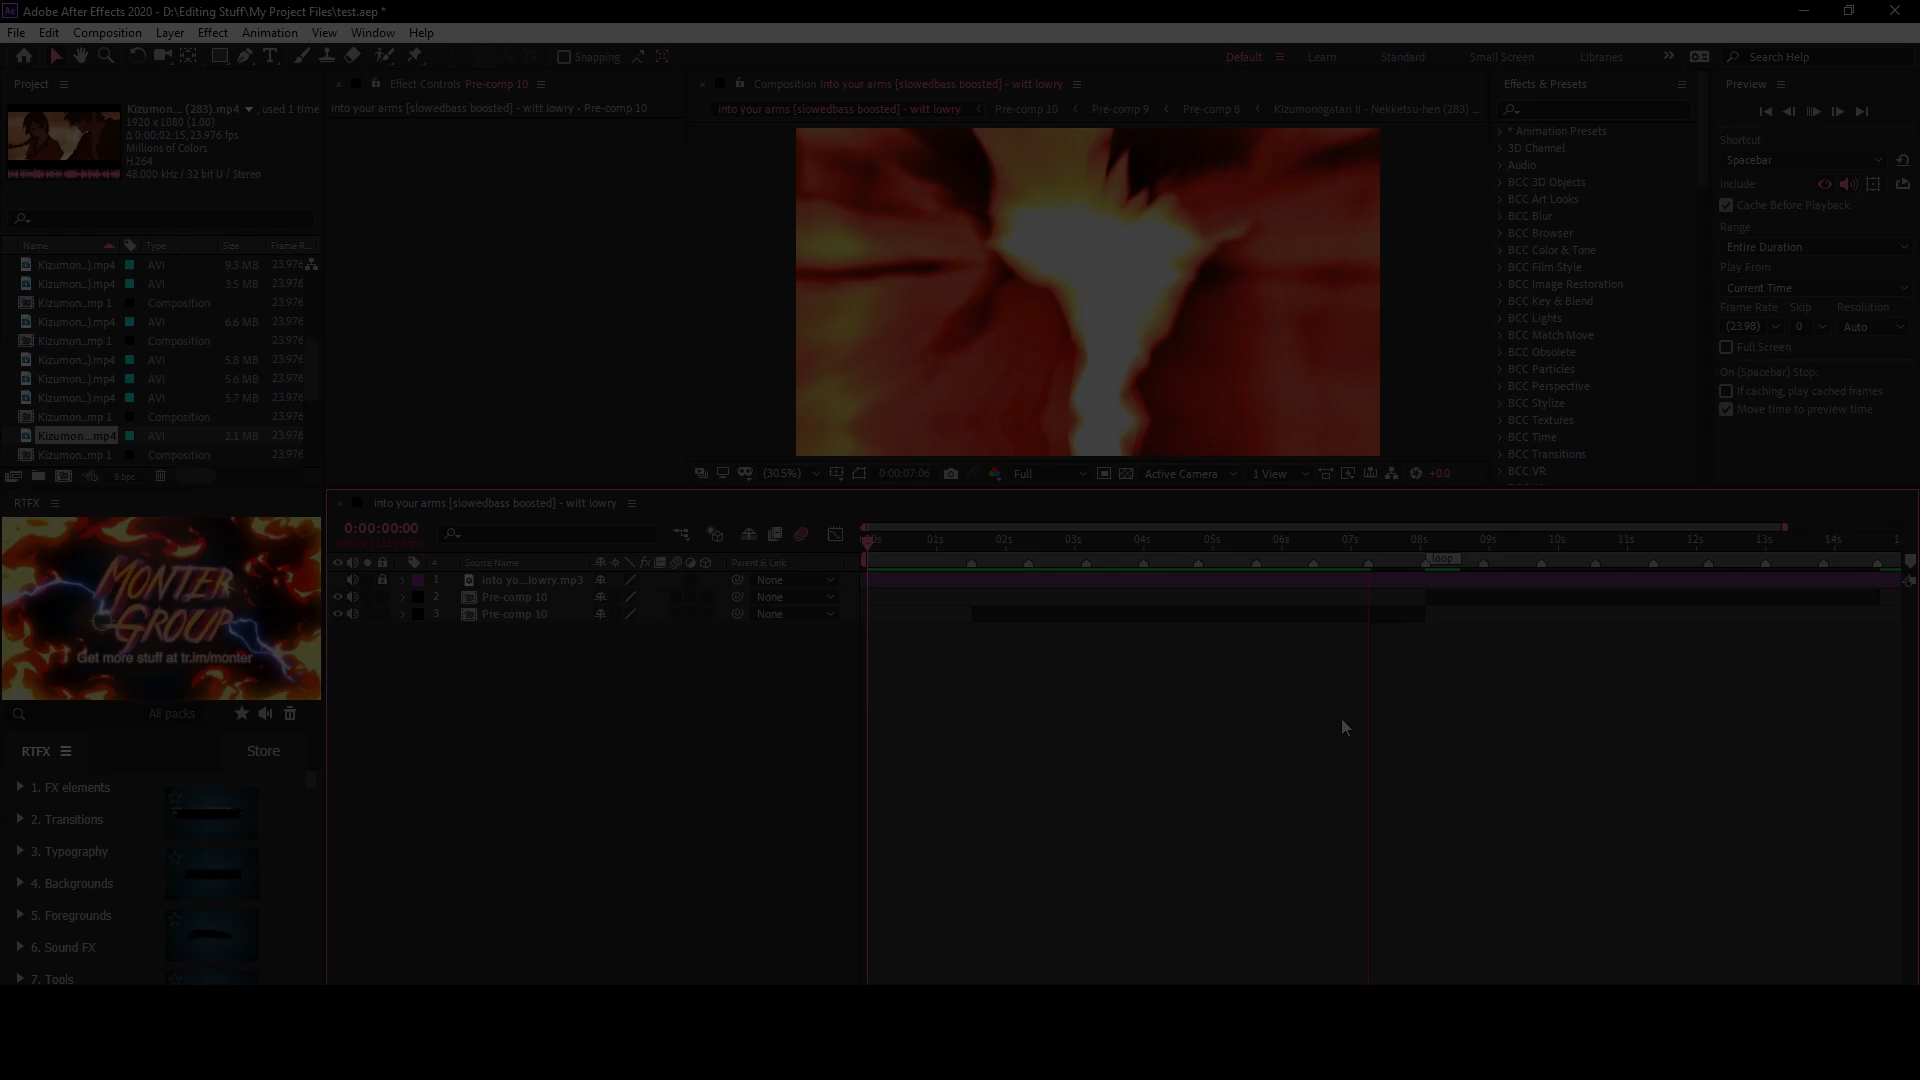 Adobe After Effects 2020 - D:\Editing Stuff\My Project Files\test.aep *
File Edit Composition Layer Effect Animation View Window Help
Snapping
Default Learn Standard Small Screen Libraries Search Help
Project
Kizumon... (283).mp4 , used 1 time
1920 x 1080 (1.00)
Δ 0:00:02:15, 23.976 fps
Millions of Colors
H.264
48.000 kHz / 32 bit U / Stereo
Name Type Size Frame R...
Kizumon...).mp4 AVI 9.3 MB 23.976
Kizumon...).mp4 AVI 3.5 MB 23.976
Kizumon...mp 1 Composition 23.976
Kizumon...).mp4 AVI 6.6 MB 23.976
Kizumon...mp 1 Composition 23.976
Kizumon...).mp4 AVI 5.8 MB 23.976
Kizumon...).mp4 AVI 5.6 MB 23.976
Kizumon...).mp4 AVI 5.7 MB 23.976
Kizumon...mp 1 Composition 23.976
Kizumon....mp4 AVI 2.1 MB 23.976
Kizumon...mp 1 Composition 23.976
8 bpc
Effect Controls Pre-comp 10
into your arms [slowedbass boosted] - witt lowry - Pre-comp 10
Composition into your arms [slowedbass boosted] - witt lowry
into your arms [slowedbass boosted] - witt lowry Pre-comp 10 Pre-comp 9 Pre-comp 8 Kizumonogatari II - Nekketsu-hen (283) ...
(30.5%) 0:00:07:06 Full Active Camera 1 View +0.0
Effects & Presets
* Animation Presets
3D Channel
Audio
BCC 3D Objects
BCC Art Looks
BCC Blur
BCC Browser
BCC Color & Tone
BCC Film Style
BCC Image Restoration
BCC Key & Blend
BCC Lights
BCC Match Move
BCC Obsolete
BCC Particles
BCC Perspective
BCC Stylize
BCC Textures
BCC Time
BCC Transitions
BCC VR
Preview
Shortcut
Spacebar
Include:
Cache Before Playback
Range
Entire Duration
Play From
Current Time
Frame Rate Skip Resolution
(23.98) 0 Auto
Full Screen
On (Spacebar) Stop:
If caching, play cached frames
Move time to preview time
RTFX
MONTER
GROUP
Get more stuff at tr.im/monter
All packs
RTFX Store
1. FX elements
2. Transitions
3. Typography
4. Backgrounds
5. Foregrounds
6. Sound FX
7. Tools
into your arms [slowedbass boosted] - witt lowry
0:00:00:00
01s 02s 03s 04s 05s 06s 07s 08s 09s 10s 11s 12s 13s 14s 1
loop
# Source Name fx Parent & Link
1 into yo...lowry.mp3 None
2 Pre-comp 10 None
3 Pre-comp 10 None